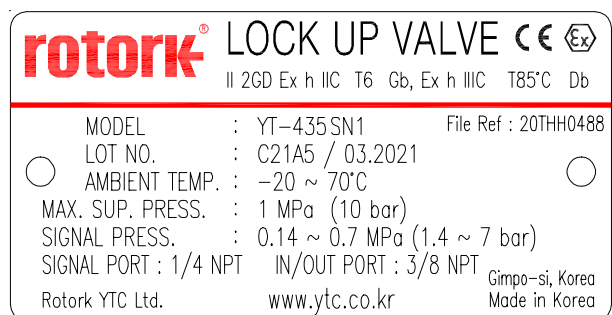 rotork® LOCK UP VALVE CE Ex
II 2GD Ex h IIC T6 Gb, Ex h IIIC T85°C Db
MODEL : YT-435SN1 File Ref : 20THH0488
LOT NO. : C21A5 / 03.2021
AMBIENT TEMP. : -20 ~ 70°C
MAX. SUP. PRESS. : 1 MPa (10 bar)
SIGNAL PRESS. : 0.14 ~ 0.7 MPa (1.4 ~ 7 bar)
SIGNAL PORT : 1/4 NPT IN/OUT PORT : 3/8 NPT
Gimpo-si, Korea
Rotork YTC Ltd. www.ytc.co.kr Made in Korea